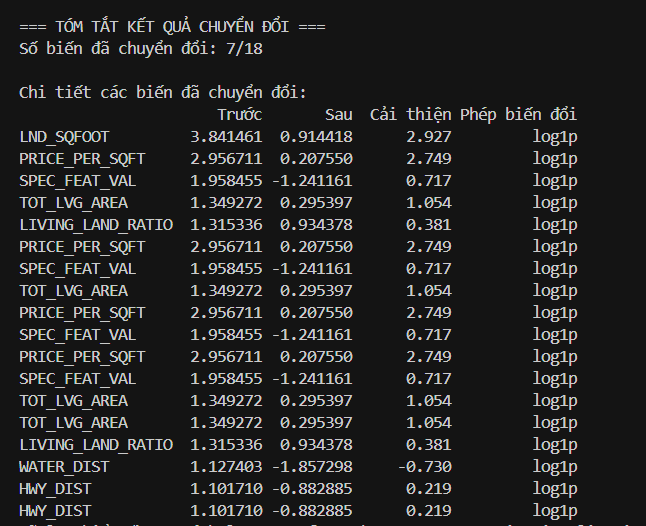 === TÓM TẮT KẾT QUẢ CHUYỂN ĐỔI ===
Số biến đã chuyển đổi: 7/18
Chi tiết các biến đã chuyển đổi:
Trước Sau Cải thiện Phép biến đổi
LND_SQFOOT 3.841461 0.914418 2.927 log1p
PRICE_PER_SQFT 2.956711 0.207550 2.749 log1p
SPEC_FEAT_VAL 1.958455 -1.241161 0.717 log1p
TOT_LVG_AREA 1.349272 0.295397 1.054 log1p
LIVING_LAND_RATIO 1.315336 0.934378 0.381 log1p
PRICE_PER_SQFT 2.956711 0.207550 2.749 log1p
SPEC_FEAT_VAL 1.958455 -1.241161 0.717 log1p
TOT_LVG_AREA 1.349272 0.295397 1.054 log1p
PRICE_PER_SQFT 2.956711 0.207550 2.749 log1p
SPEC_FEAT_VAL 1.958455 -1.241161 0.717 log1p
PRICE_PER_SQFT 2.956711 0.207550 2.749 log1p
SPEC_FEAT_VAL 1.958455 -1.241161 0.717 log1p
TOT_LVG_AREA 1.349272 0.295397 1.054 log1p
TOT_LVG_AREA 1.349272 0.295397 1.054 log1p
LIVING_LAND_RATIO 1.315336 0.934378 0.381 log1p
WATER_DIST 1.127403 -1.857298 -0.730 log1p
HWY_DIST 1.101710 -0.882885 0.219 log1p
HWY_DIST 1.101710 -0.882885 0.219 log1p